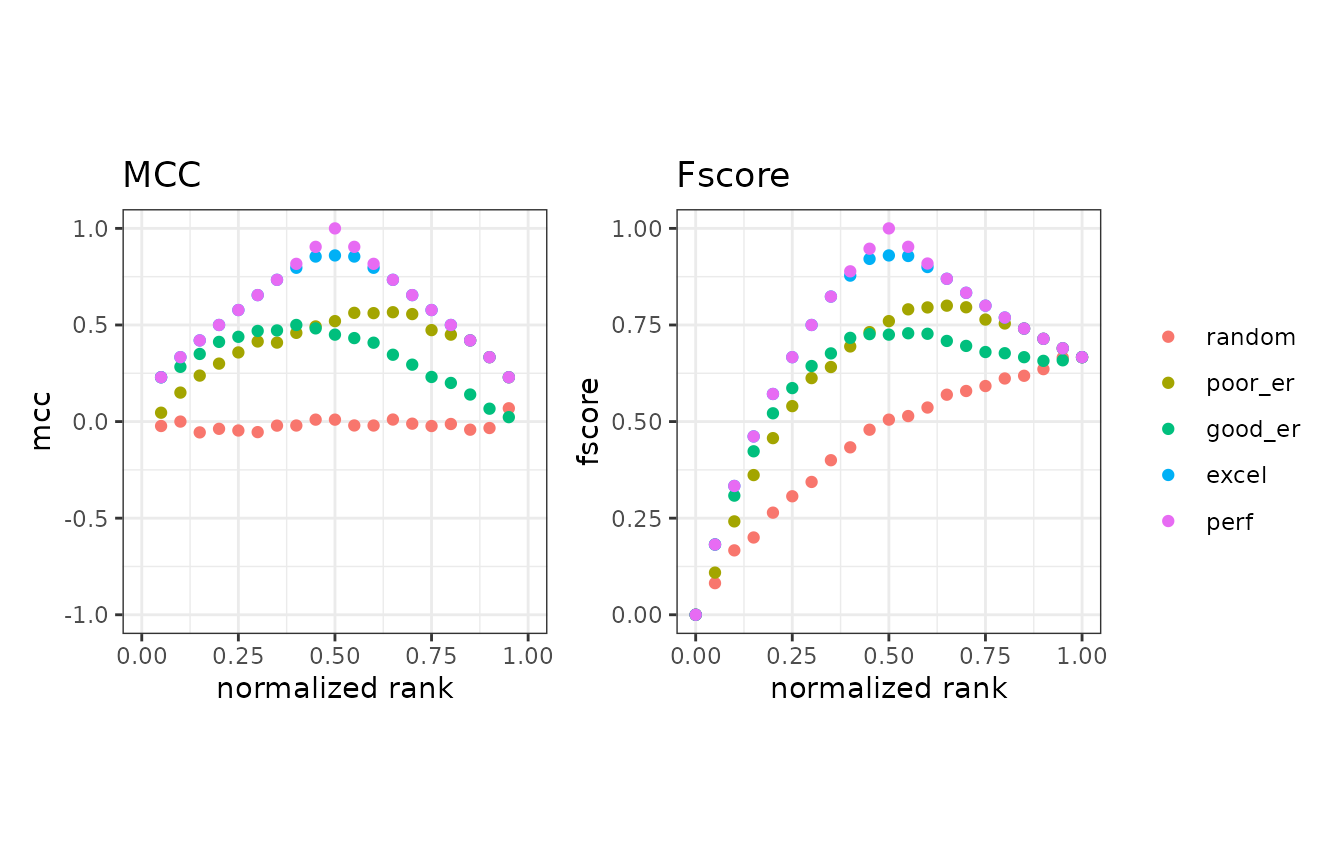 MCC
mcc
1.0
0.5
0.0
-0.5
-1.0
0.00 0.25 0.50 0.75 1.00
normalized rank
Fscore
fscore
1.00
0.75
0.50
0.25
0.00
0.00 0.25 0.50 0.75 1.00
normalized rank
random
poor_er
good_er
excel
perf